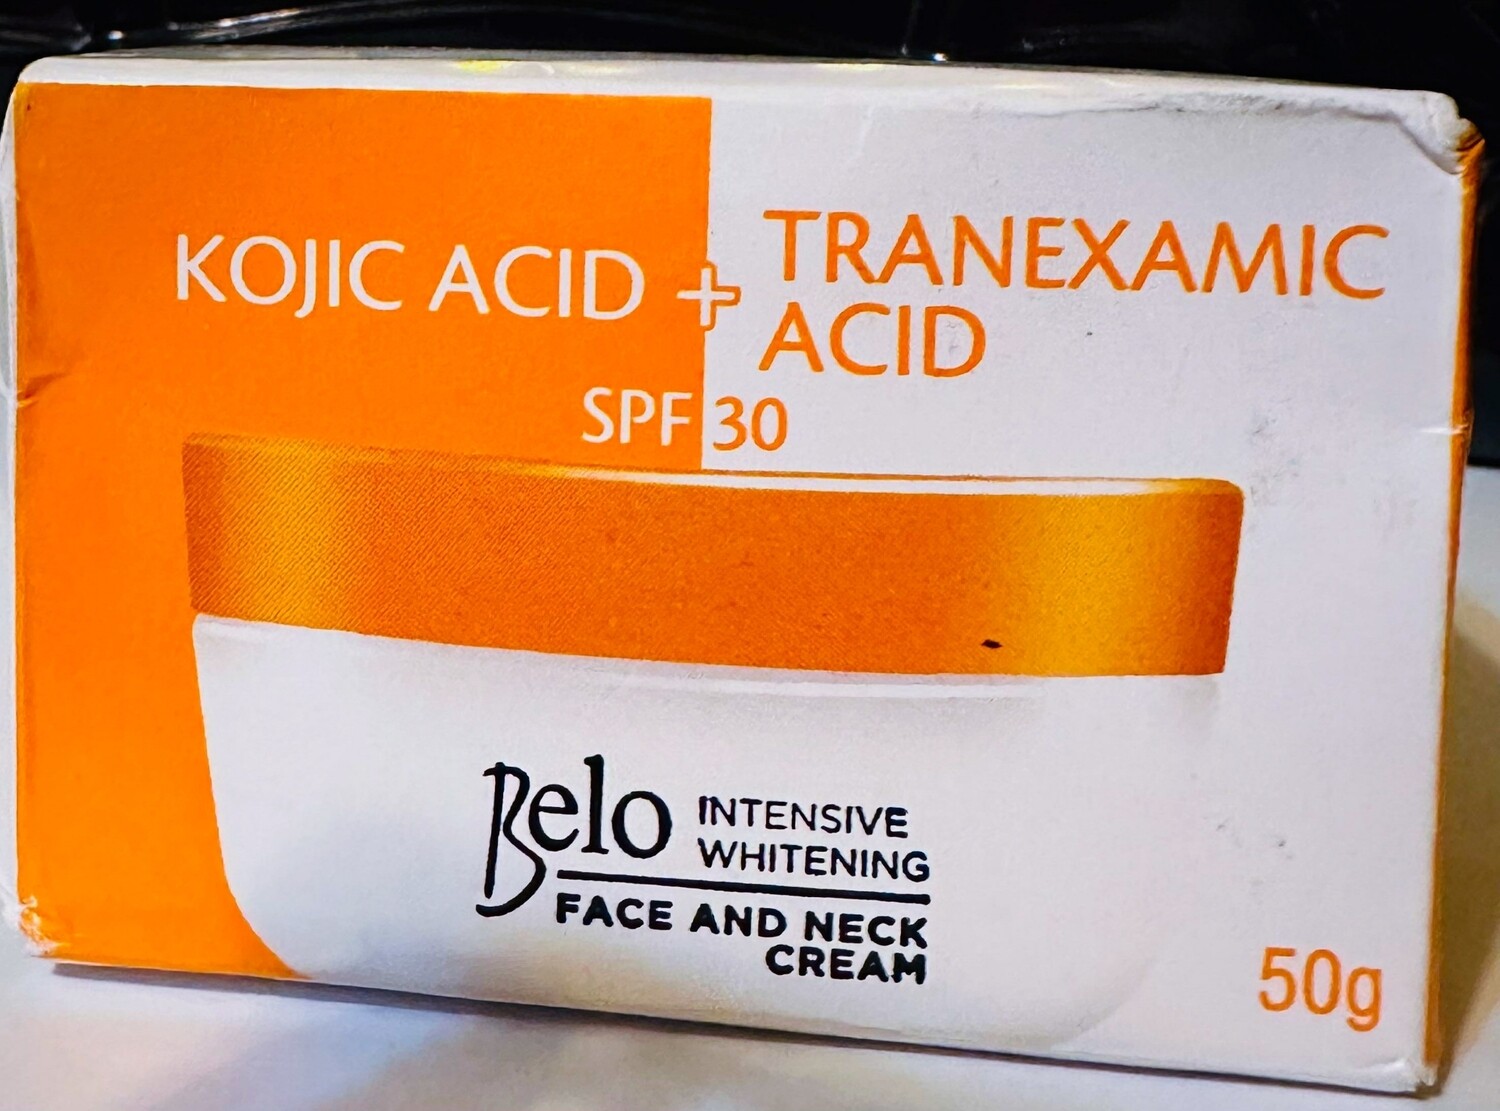 KOJIC ACID + TRANEXAMIC
ACID
SPF 30
Belo INTENSIVE
WHITENING
FACE AND NECK
CREAM
50g